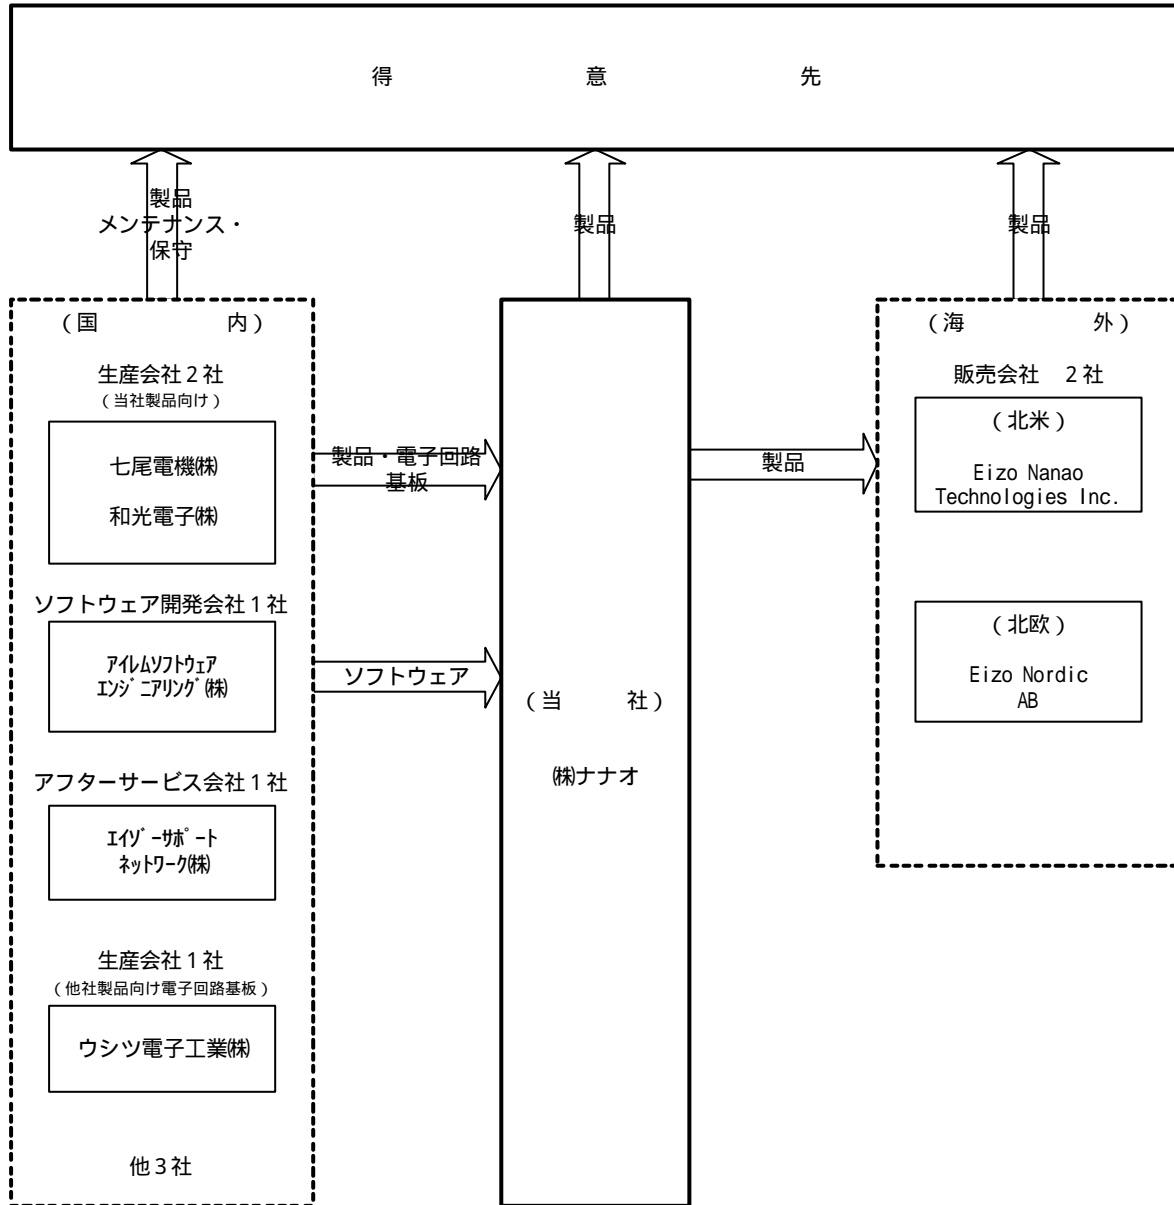 得　意　先
製品
メンテナンス・
保守
製品
製品
（国　内）
生産会社２社
（当社製品向け）
七尾電機㈱
和光電子㈱
製品・電子回路
基板
ソフトウェア開発会社１社
ｱｲﾚﾑｿﾌﾄｳｪｱ
ｴﾝｼﾞﾆｱﾘﾝｸﾞ㈱
ソフトウェア
アフターサービス会社１社
ｴｲｿﾞｰｻﾎﾟｰﾄ
ﾈｯﾄﾜｰｸ㈱
生産会社１社
（他社製品向け電子回路基板）
ウシツ電子工業㈱
他３社
（当　社）
㈱ナナオ
製品
（海　外）
販売会社　２社
（北米）
Eizo Nanao
Technologies Inc.
（北欧）
Eizo Nordic
AB